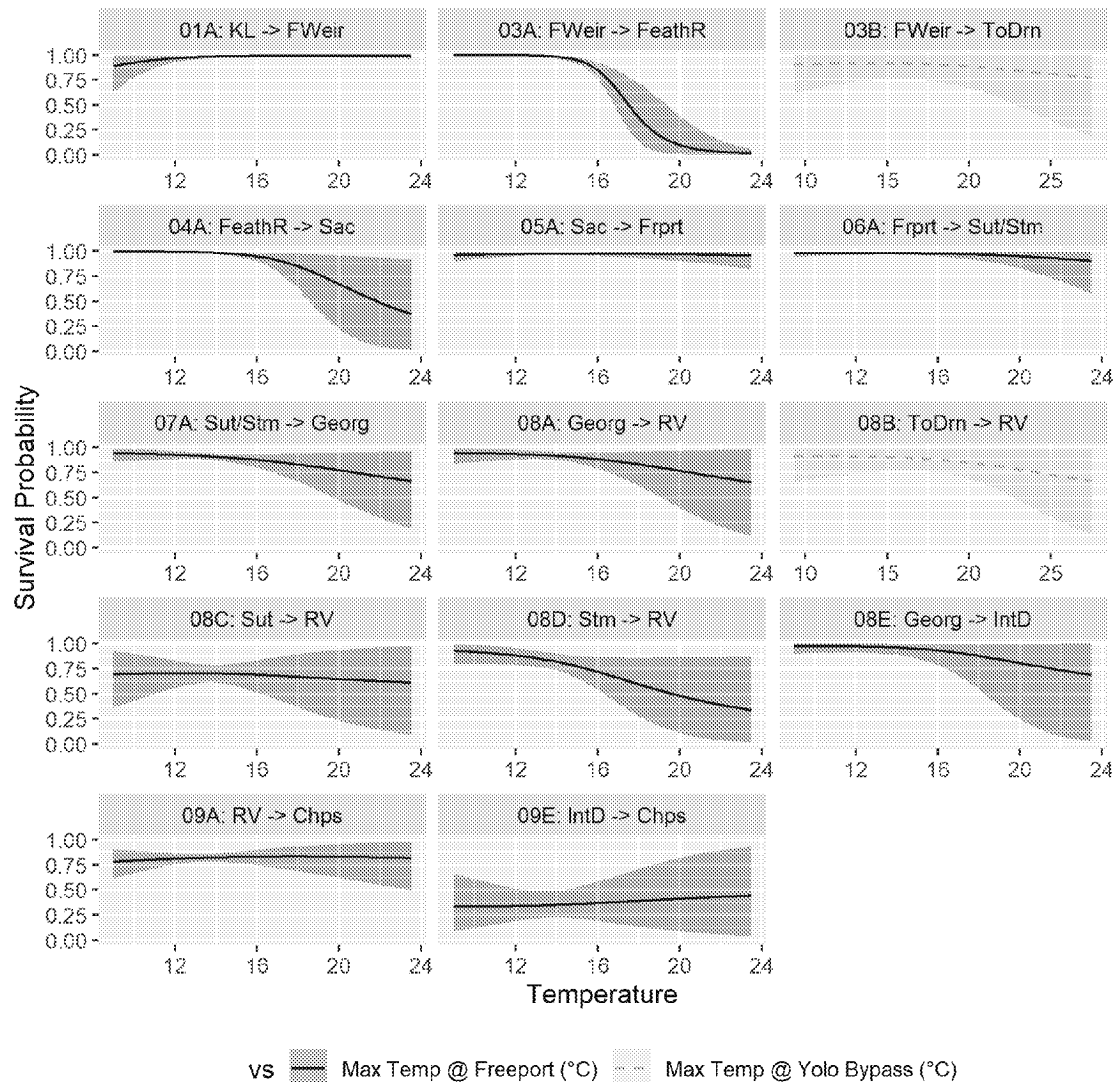 01A: KL -> FWeir
03A: FWeir -> FeathR
03B: FWeir -> ToDrn
1.00
0.75
0.50
0.25
0.00
12 16 20 24
12 16 20 24
10 15 20 25
04A: FeathR -> Sac
05A: Sac -> Frprt
06A: Frprt -> Sut/Stm
1.00
0.75
0.50
0.25
0.00
12 16 20 24
12 16 20 24
12 16 20 24
07A: Sut/Stm -> Georg
08A: Georg -> RV
08B: ToDrn -> RV
1.00
0.75
0.50
0.25
0.00
12 16 20 24
12 16 20 24
10 15 20 25
08C: Sut -> RV
08D: Stm -> RV
08E: Georg -> IntD
1.00
0.75
0.50
0.25
0.00
12 16 20 24
12 16 20 24
12 16 20 24
09A: RV -> Chps
09E: IntD -> Chps
1.00
0.75
0.50
0.25
0.00
12 16 20 24
12 16 20 24
Survival Probability
Temperature
vs Max Temp @ Freeport (°C) Max Temp @ Yolo Bypass (°C)